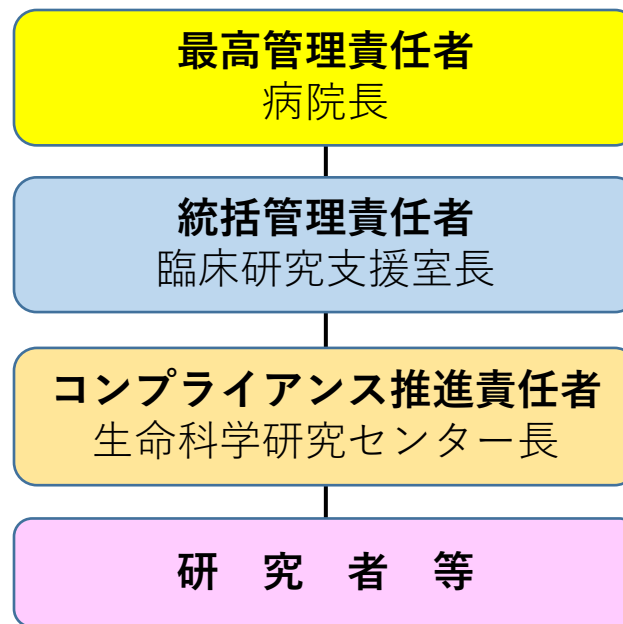 最高管理責任者
病院長
統括管理責任者
臨床研究支援室長
コンプライアンス推進責任者
生命科学研究センター長
研　究　者　等